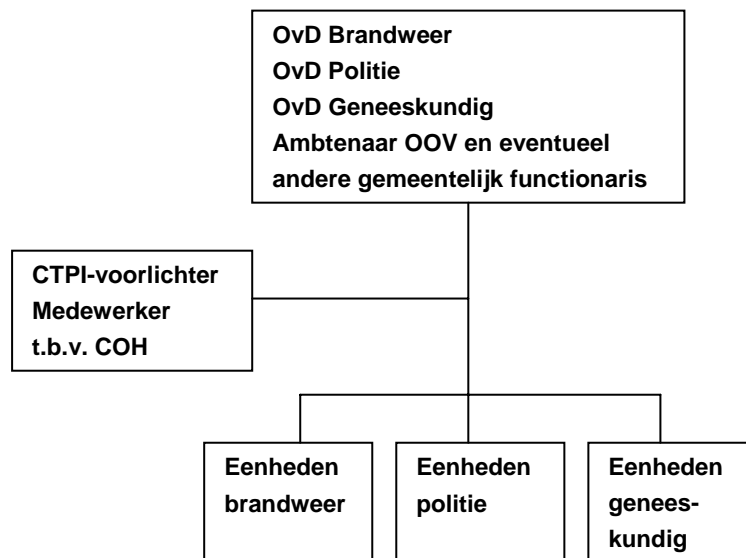 OvD Brandweer
OvD Politie
OvD Geneeskundig
Ambtenaar OOV en eventueel
andere gemeentelijk functionaris
CTPI-voorlichter
Medewerker
t.b.v. COH
Eenheden
brandweer
Eenheden
politie
Eenheden
genees-
kundig